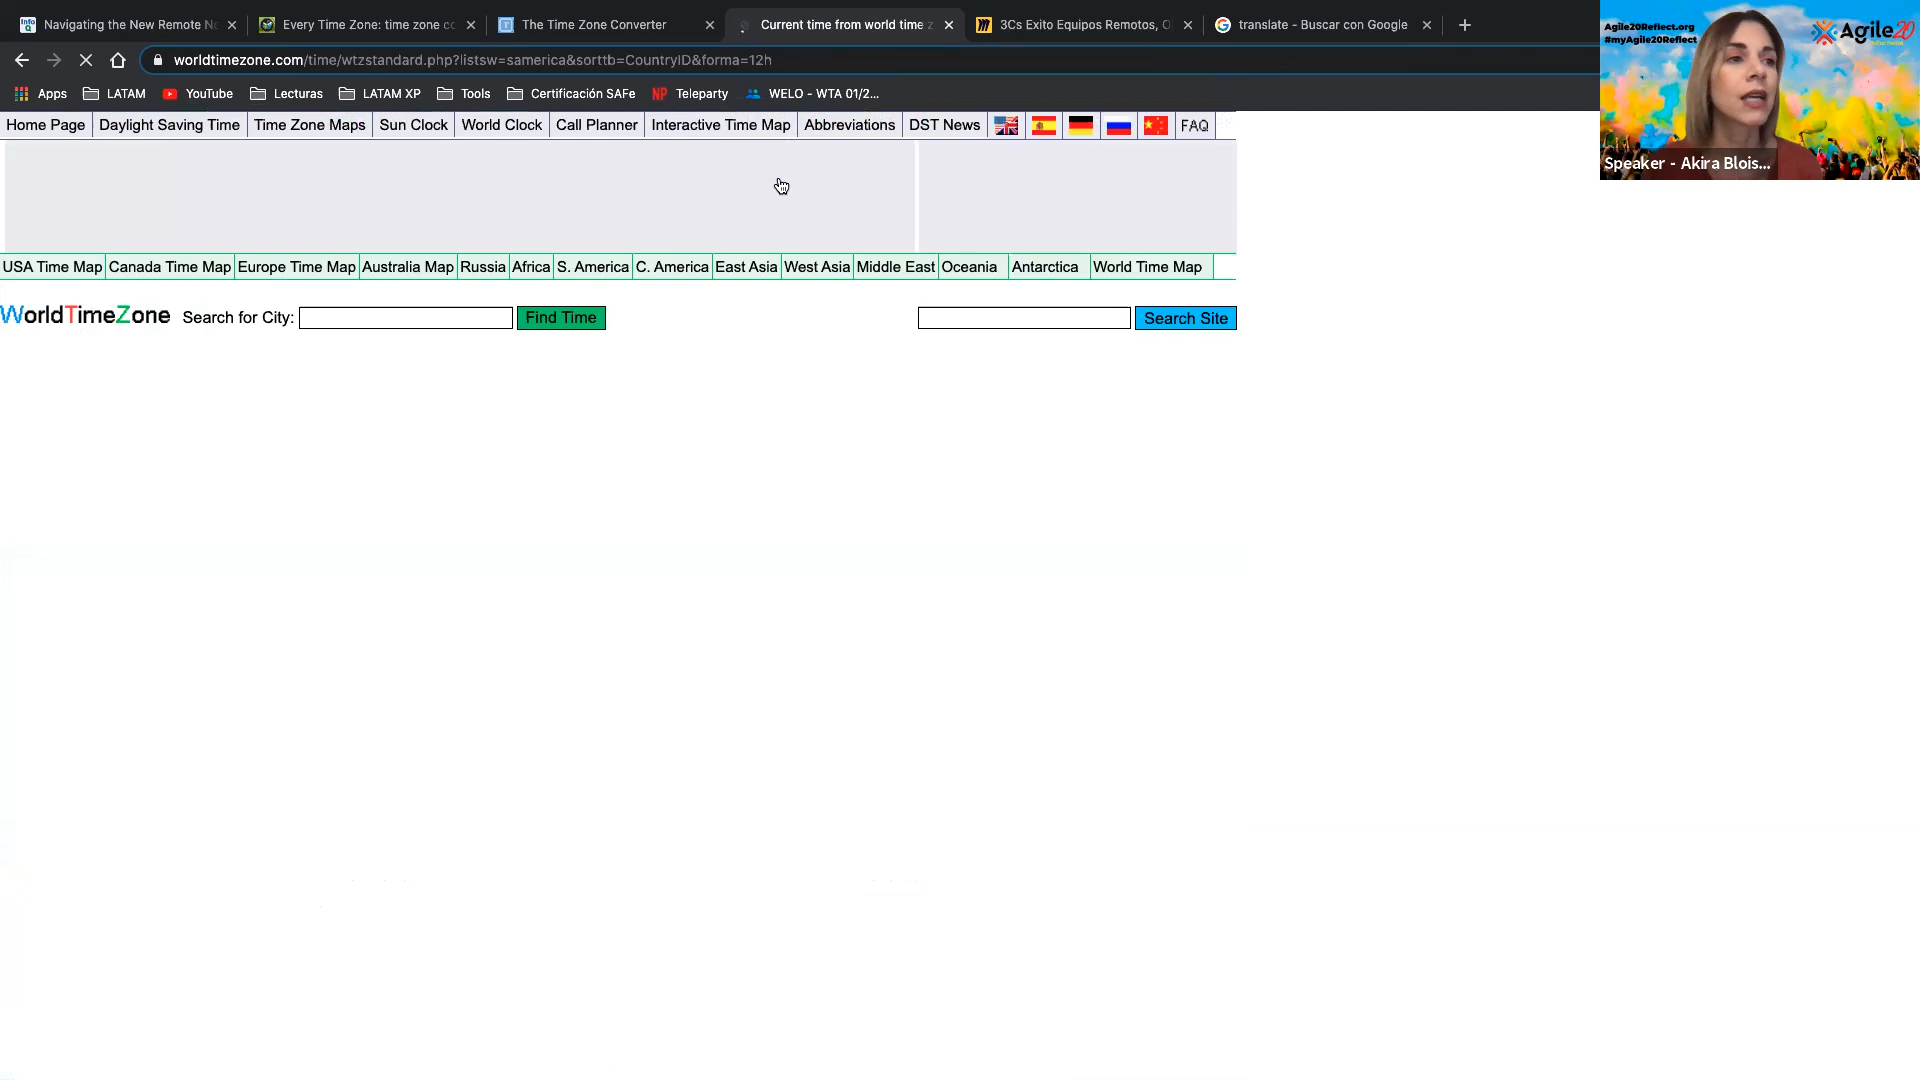 Navigating the New Remote No
Every Time Zone: time zone co
The Time Zone Converter
Current time from world time z
3Cs Exito Equipos Remotos, O
translate - Buscar con Google
worldtimezone.com/time/wtzstandard.php?listsw=samerica&sorttb=CountryID&forma=12h
Apps
LATAM
YouTube
Lecturas
LATAM XP
Tools
Certificación SAFe
NP Teleparty
WELO - WTA 01/2...
Agile20Reflect.org
#myAgile20Reflect
Agile20
Speaker - Akira Blois...
Home Page
Daylight Saving Time
Time Zone Maps
Sun Clock
World Clock
Call Planner
Interactive Time Map
Abbreviations
DST News
FAQ
USA Time Map
Canada Time Map
Europe Time Map
Australia Map
Russia
Africa
S. America
C. America
East Asia
West Asia
Middle East
Oceania
Antarctica
World Time Map
WorldTimeZone
Search for City:
Find Time
Search Site